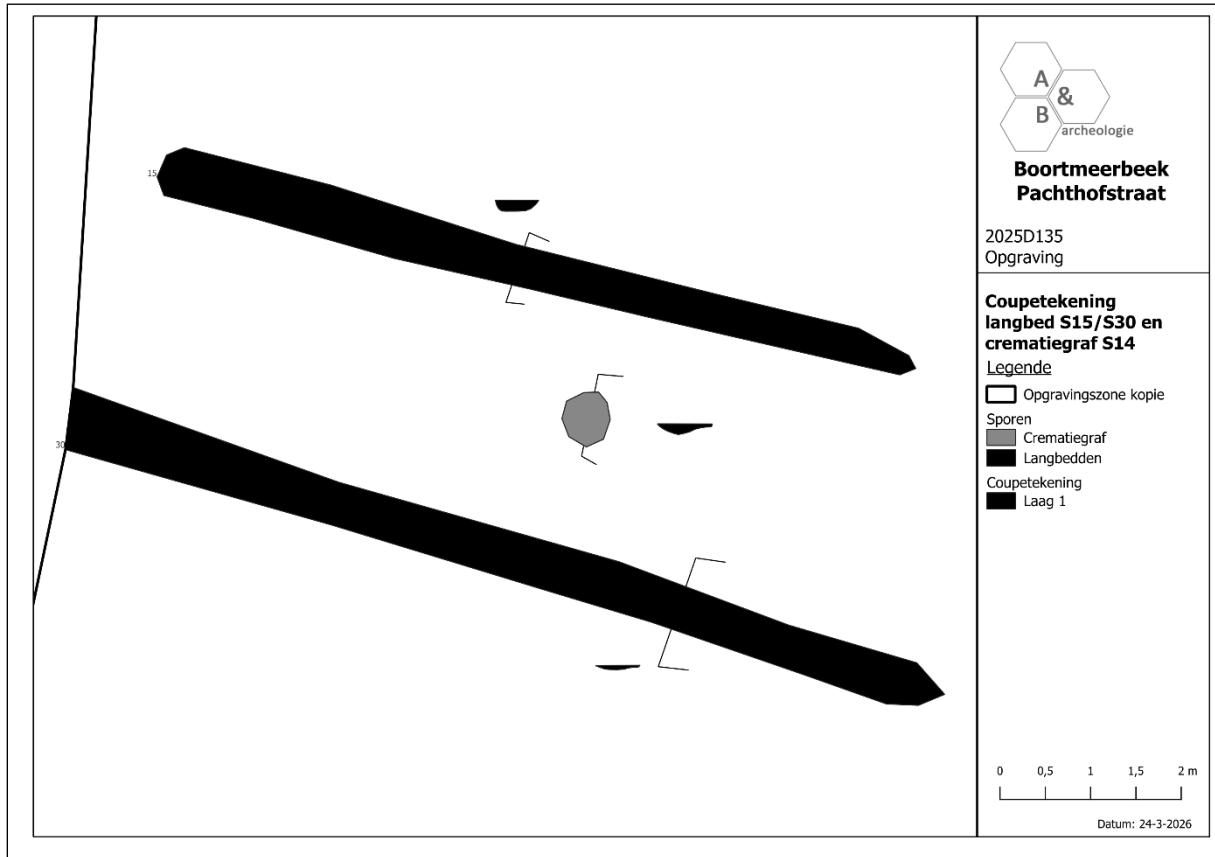 15
30
A
&
B
archeologie
Boortmeerbeek
Pachthofstraat
2025D135
Opgraving
Coupetekening
langbed S15/S30 en
crematiegraf S14
Legende
Opgravingszone kopie
Sporen
Crematiegraf
Langbedden
Coupetekening
Laag 1
0 0,5 1 1,5 2 m
Datum: 24-3-2026